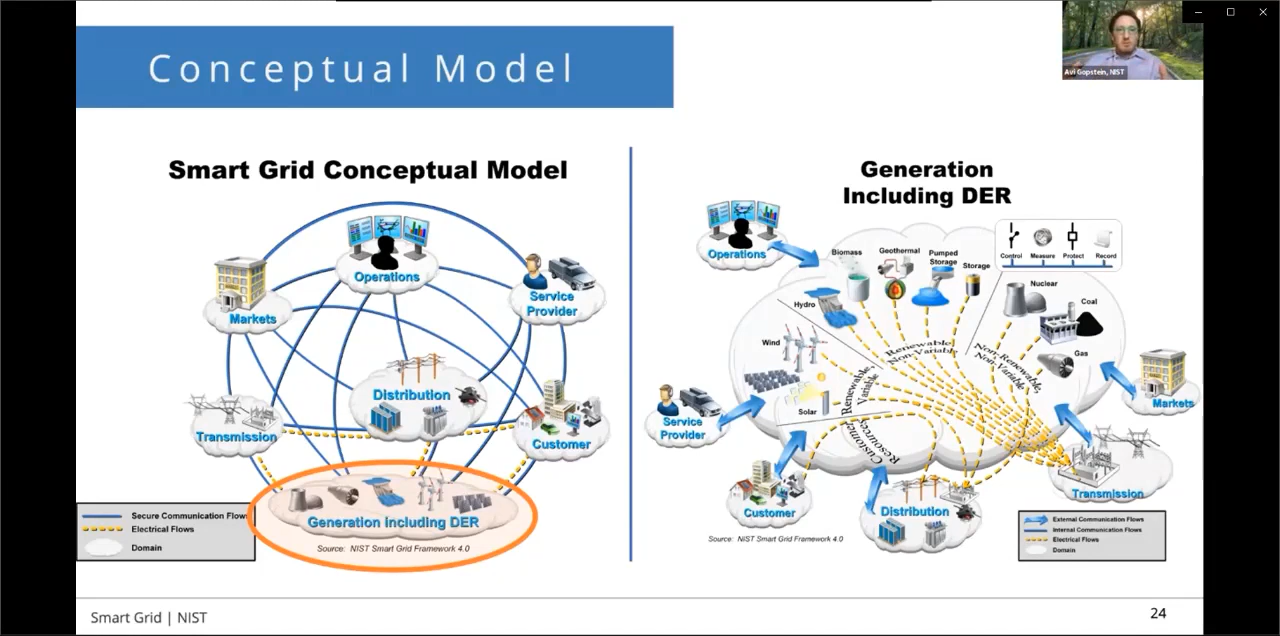 Conceptual Model
Avi Gopstein, NIST
Smart Grid Conceptual Model
Operations
Service
Provider
Markets
Distribution
Transmission
Customer
Generation including DER
Secure Communication Flows
Electrical Flows
Domain
Source: NIST Smart Grid Framework 4.0
Generation
Including DER
Operations
Control Measure Protect Record
Biomass
Geothermal
Pumped
Storage
Storage
Nuclear
Hydro
Coal
Wind
Renewable,
Non-Variable
Non-Renewable,
Non-Variable
Gas
Renewable,
Variable
Solar
Customer
Resources
Service
Provider
Markets
Customer
Distribution
Transmission
Source: NIST Smart Grid Framework 4.0
External Communication Flows
Internal Communication Flows
Electrical Flows
Domain
Smart Grid | NIST
24